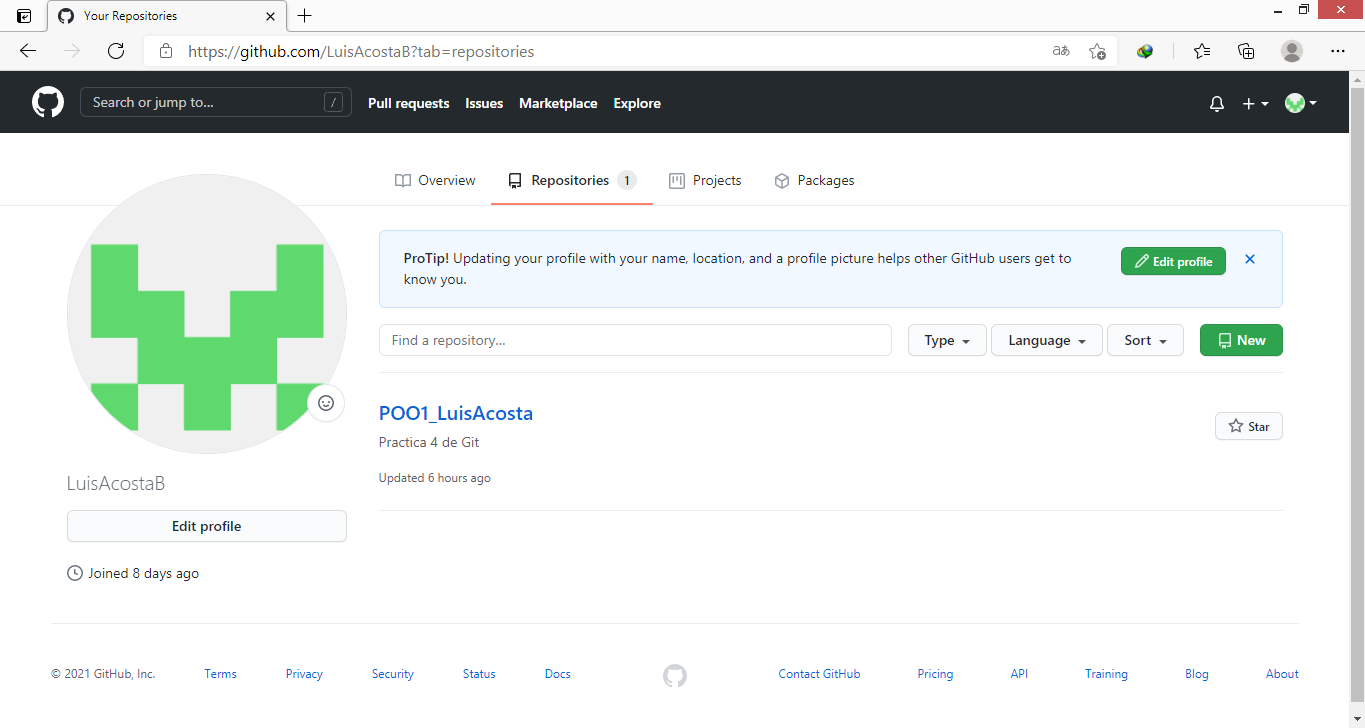 Your Repositories
https://github.com/LuisAcostaB?tab=repositories
Search or jump to... / Pull requests Issues Marketplace Explore
Overview Repositories 1 Projects Packages
ProTip! Updating your profile with your name, location, and a profile picture helps other GitHub users get to
know you.
Edit profile
Find a repository... Type Language Sort New
POO1_LuisAcosta
Star
Practica 4 de Git
Updated 6 hours ago
LuisAcostaB
Edit profile
Joined 8 days ago
© 2021 GitHub, Inc. Terms Privacy Security Status Docs Contact GitHub Pricing API Training Blog About